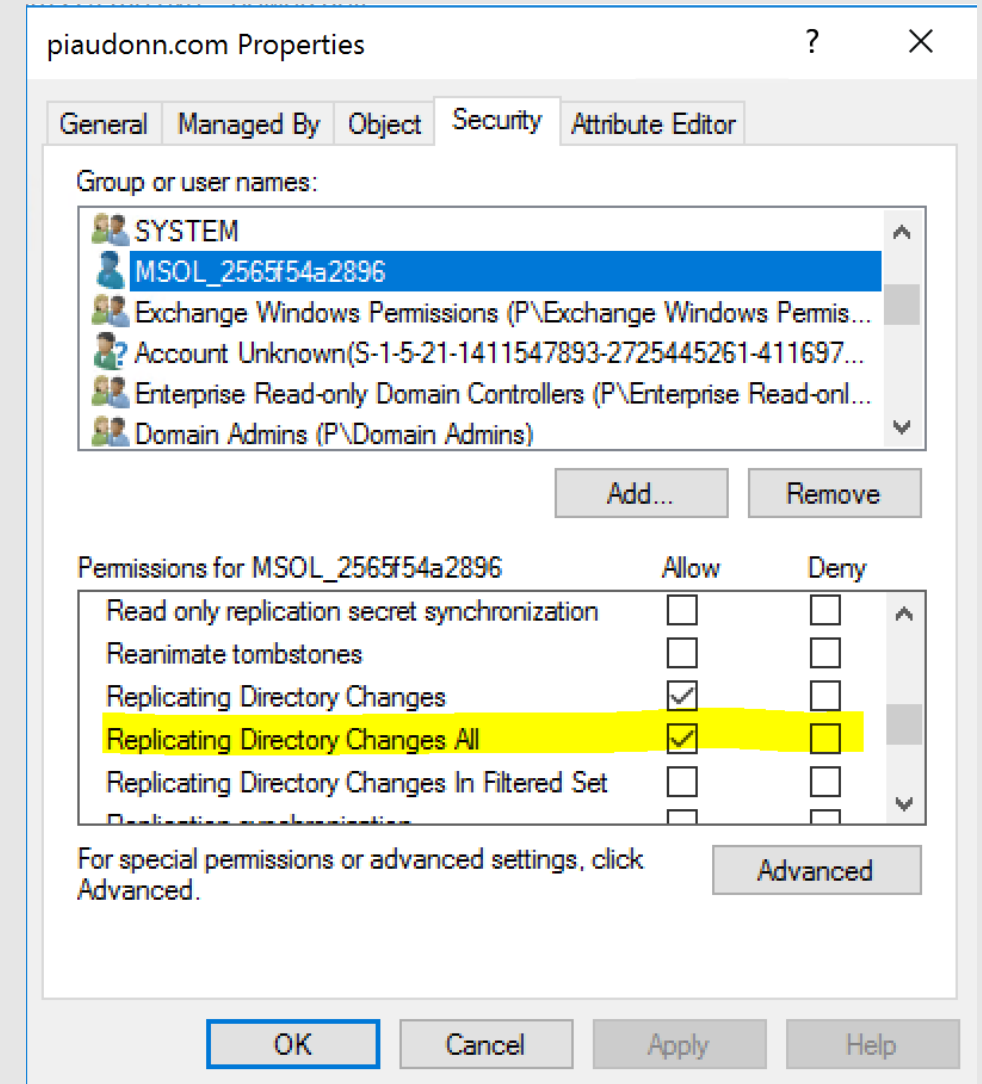 piaudonn.com Properties
?
General
Managed By
Object
Security
Attribute Editor
Group or user names:
SYSTEM
MSOL_2565f54a2896
Exchange Windows Permissions (P\Exchange Windows Permis...
Account Unknown(S-1-5-21-1411547893-2725445261-411697...
Enterprise Read-only Domain Controllers (P\Enterprise Read-onl...
Domain Admins (P\Domain Admins)
Add...
Remove
Permissions for MSOL_2565f54a2896
Allow
Deny
Read only replication secret synchronization
Reanimate tombstones
Replicating Directory Changes
Replicating Directory Changes All
Replicating Directory Changes In Filtered Set
Replication synchronization
For special permissions or advanced settings, click
Advanced.
Advanced
OK
Cancel
Apply
Help